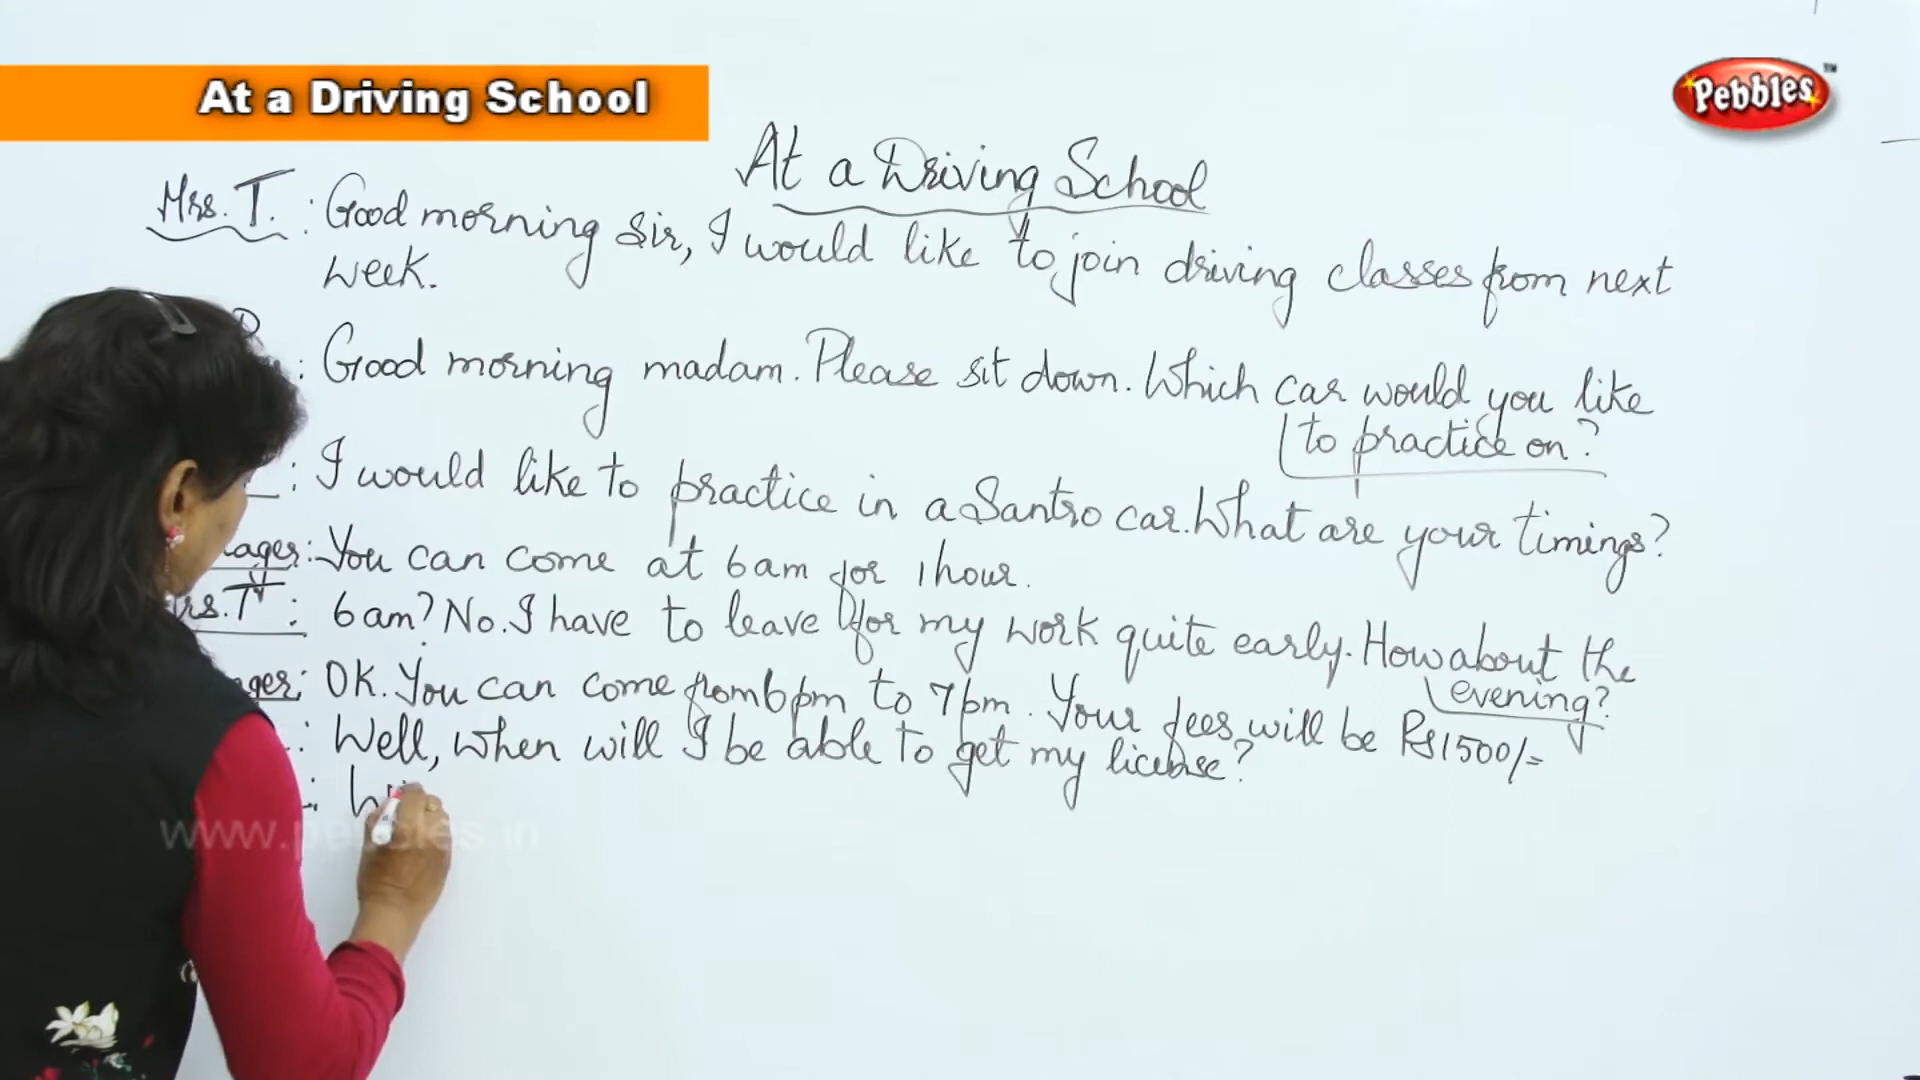 At a Driving School
Pebbles™
At a Driving School
Mrs. T. : Good morning Sir, I would like to join driving classes from next
week.
: Good morning madam. Please sit down. Which car would you like
to practice on?
: I would like to practice in a Santro car. What are your timings?
ager: You can come at 6am for 1 hour.
rs. T : 6am? No. I have to leave for my work quite early. How about the
evening?
ger: OK. You can come from 6pm to 7pm. Your fees will be Rs1500/=
: Well, when will I be able to get my license?
:
www.pebbles.in